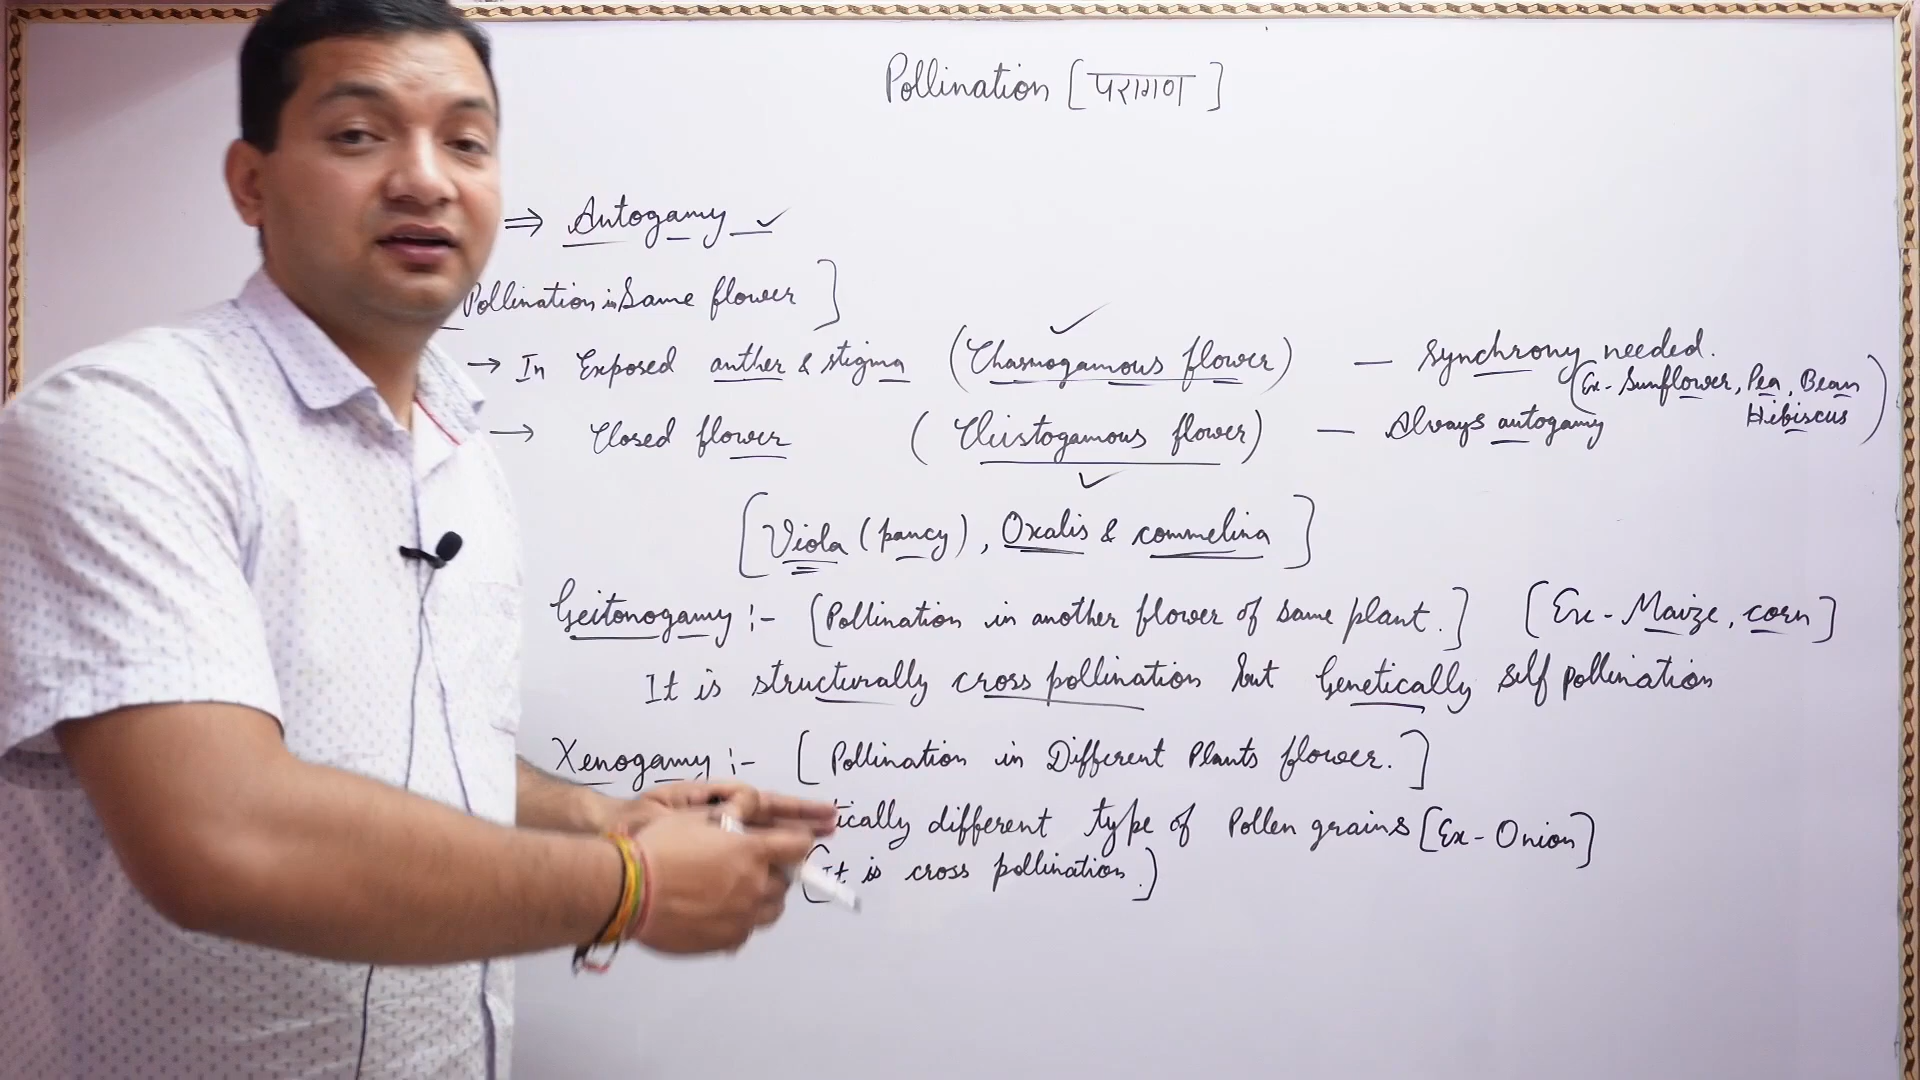 Pollination [परागण]
⇒ Autogamy ✓
Pollination in Same flower ]
→ In Exposed anther & stigma (Chasmogamous flower) — Synchrony needed.
(Ex - Sunflower, Pea, Bean
Hibiscus)
→ Closed flower (Cleistogamous flower) — Always autogamy
[Viola (pancy), Oxalis & commelina]
Geitonogamy :- [Pollination in another flower of same plant.] [Ex - Maize, corn]
It is structurally cross pollination but Genetically self pollination
Xenogamy :- [Pollination in Different Plants flower.]
tically different type of Pollen grains [Ex - Onion]
(It is cross pollination.)